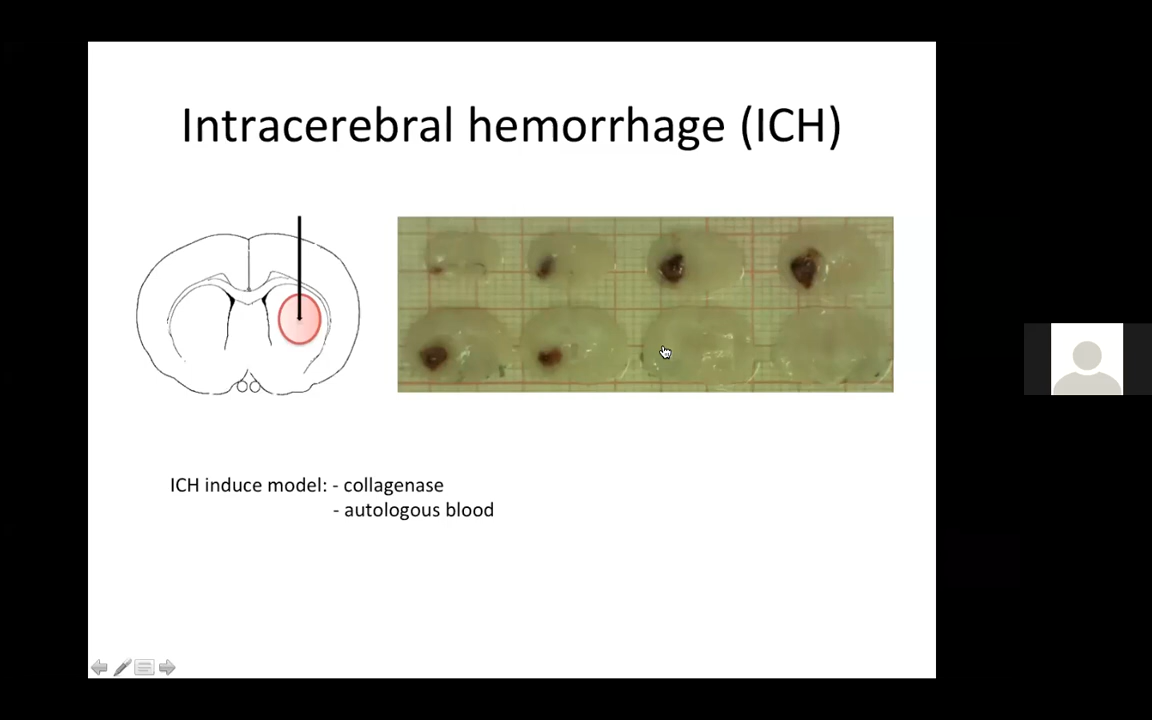 Intracerebral hemorrhage (ICH)
ICH induce model: - collagenase
- autologous blood